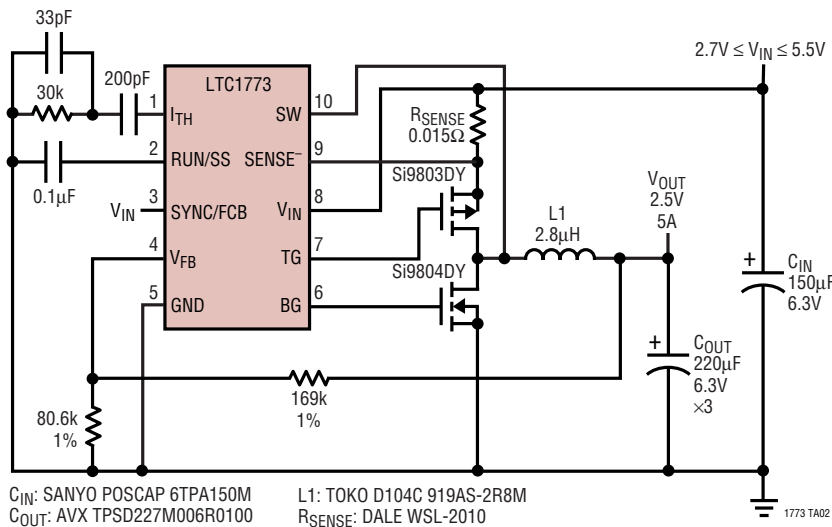 33pF
2.7V ≤ VIN ≤ 5.5V
30k
200pF
LTC1773
1
ITH
SW
10
RSENSE
0.015Ω
2
RUN/SS
SENSE–
9
0.1µF
Si9803DY
VIN
3
SYNC/FCB
VIN
8
L1
2.8µH
VOUT
2.5V
5A
4
VFB
TG
7
Si9804DY
+
CIN
150µF
6.3V
5
GND
BG
6
+
COUT
220µF
6.3V
×3
169k
1%
80.6k
1%
CIN: SANYO POSCAP 6TPA150M
COUT: AVX TPSD227M006R0100
L1: TOKO D104C 919AS-2R8M
RSENSE: DALE WSL-2010
1773 TA02